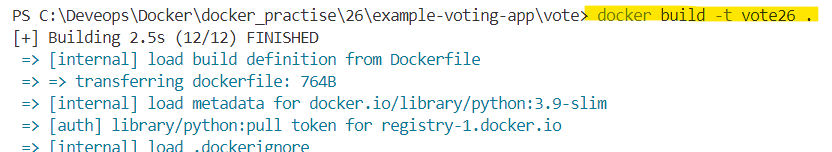 PS C:\Deveops\Docker\docker_practise\26\example-voting-app\vote> docker build -t vote26 .
[+] Building 2.5s (12/12) FINISHED
=> [internal] load build definition from Dockerfile
=> => transferring dockerfile: 764B
=> [internal] load metadata for docker.io/library/python:3.9-slim
=> [auth] library/python:pull token for registry-1.docker.io
=> [internal] load .dockerignore